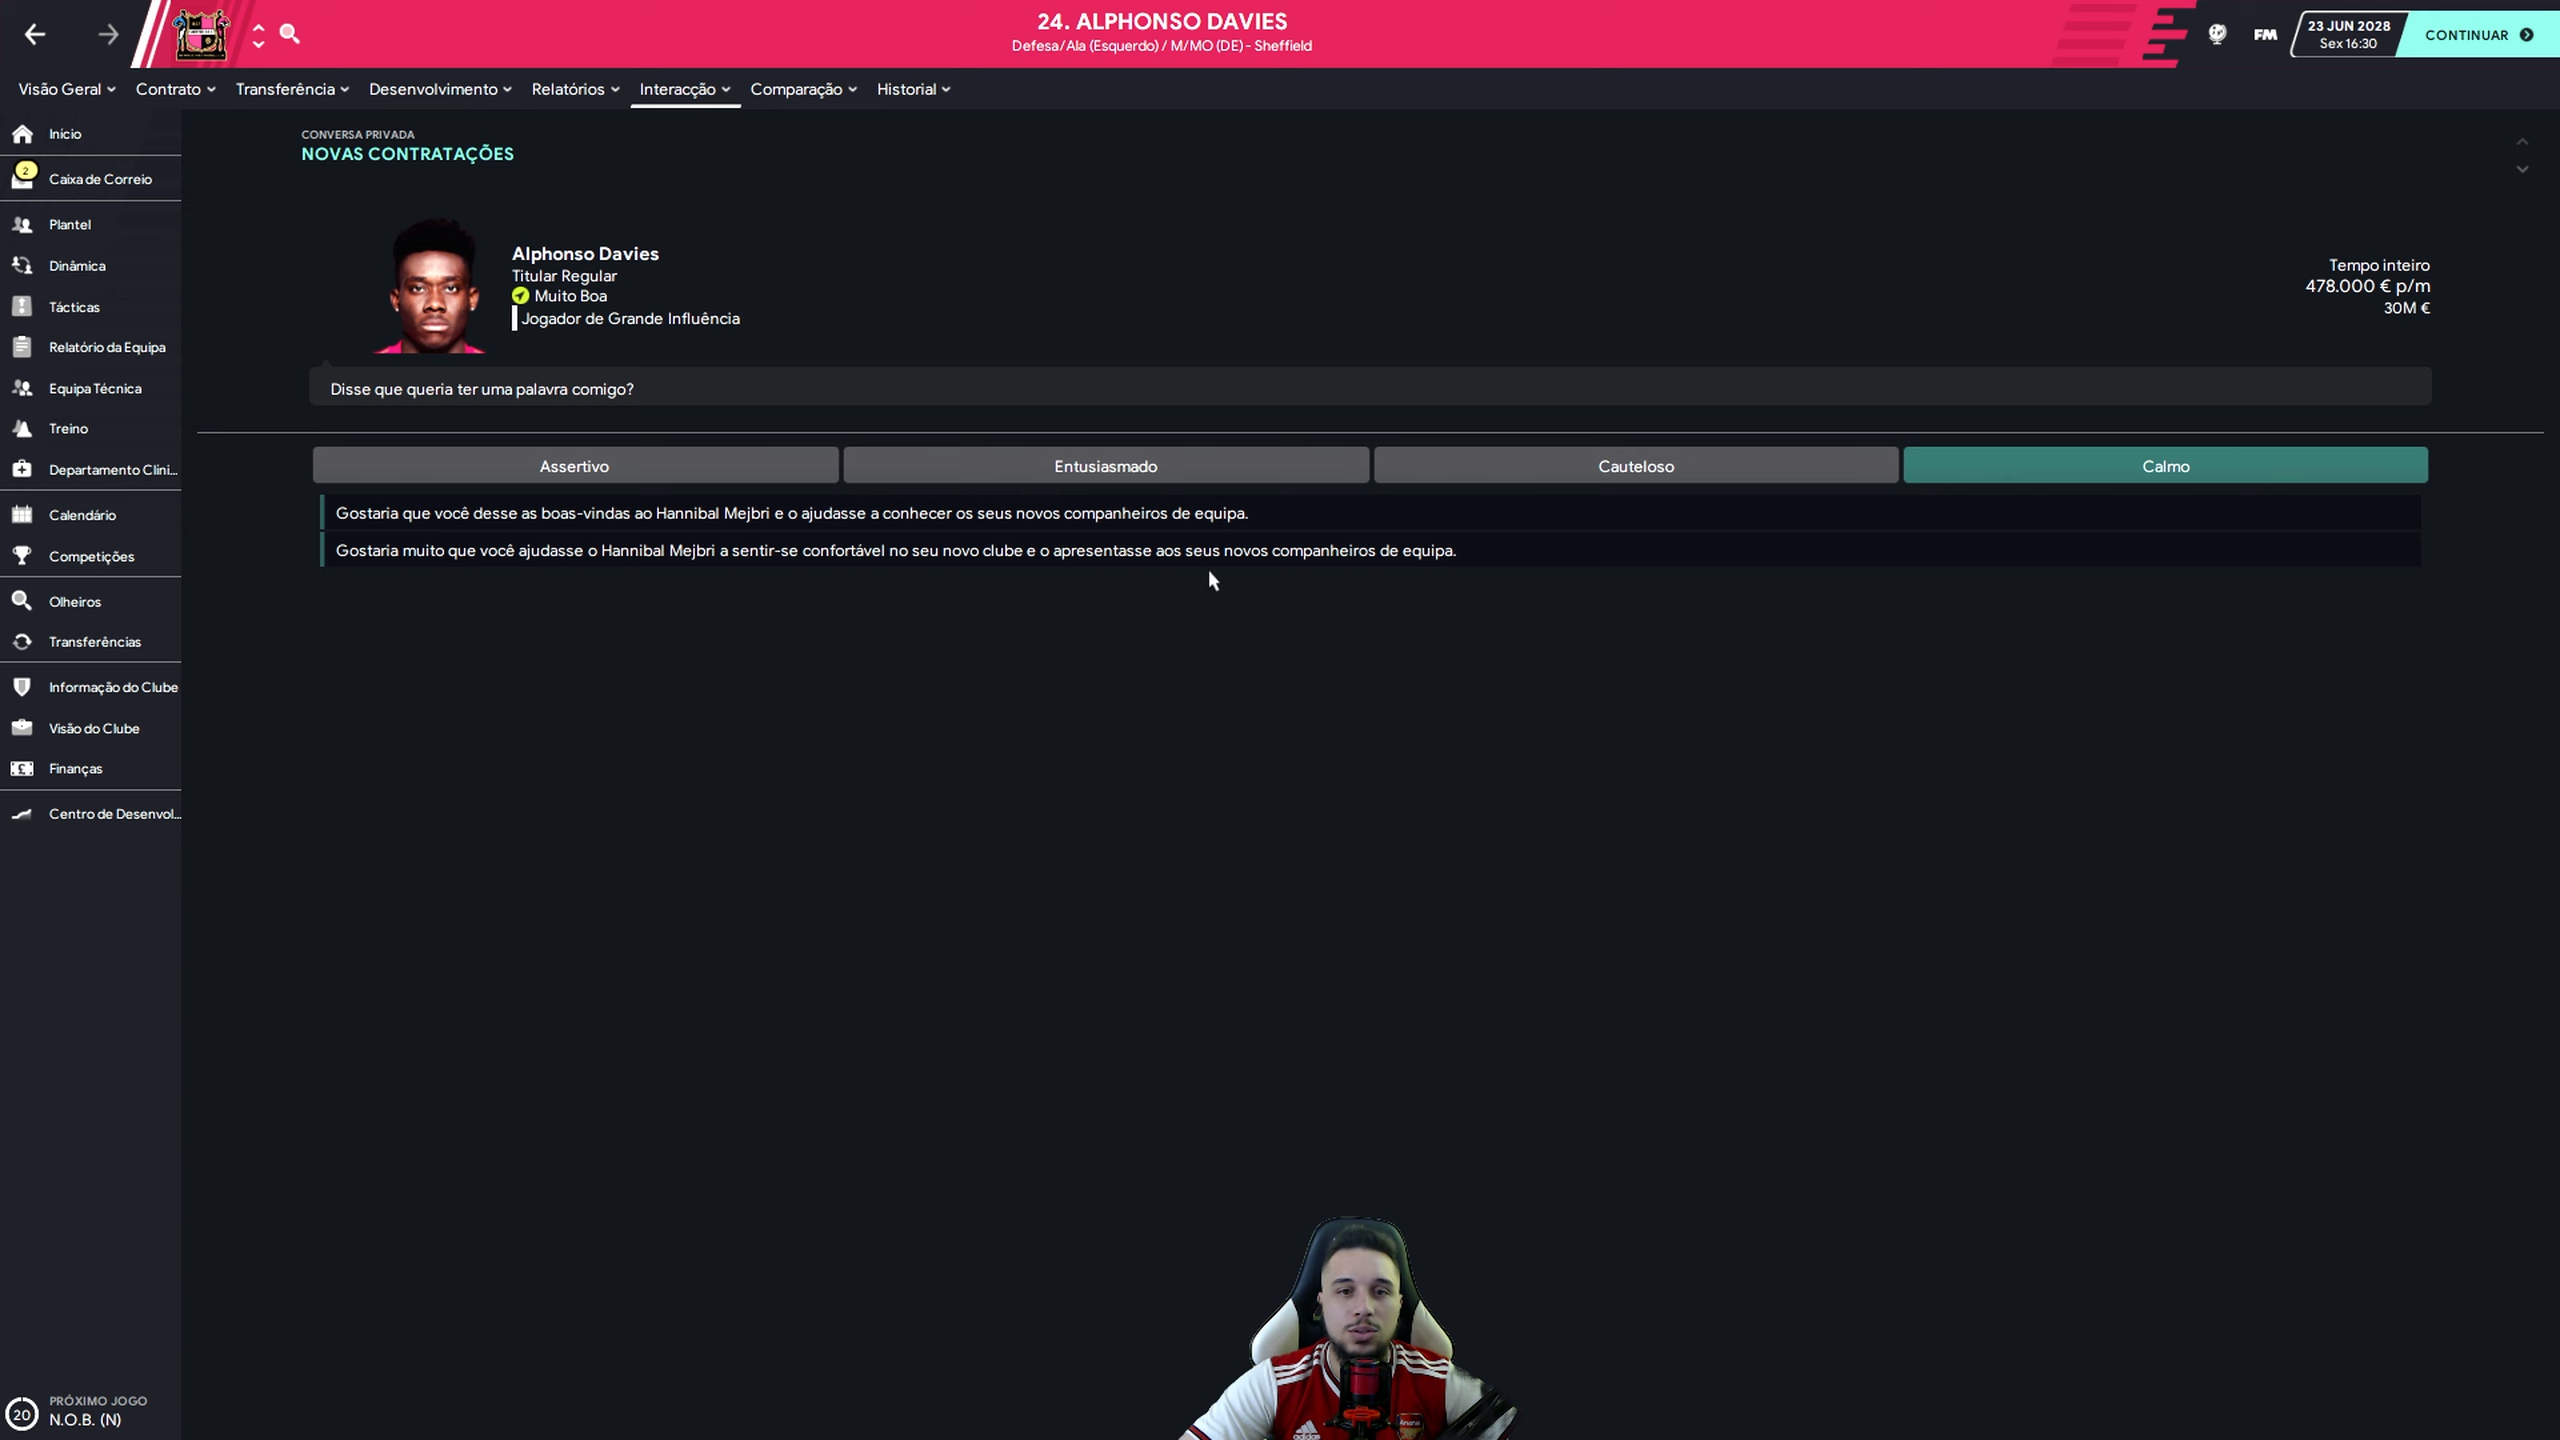 24. ALPHONSO DAVIES
Defesa/Ala (Esquerdo) / M/MO (DE) - Sheffield
FM
23 JUN 2028
Sex 16:30
CONTINUAR
Visão Geral
Contrato
Transferência
Desenvolvimento
Relatórios
Interacção
Comparação
Historial
Início
2
Caixa de Correio
Plantel
Dinâmica
Tácticas
Relatório da Equipa
Equipa Técnica
Treino
Departamento Clíni...
Calendário
Competições
Olheiros
Transferências
Informação do Clube
Visão do Clube
Finanças
Centro de Desenvol...
CONVERSA PRIVADA
NOVAS CONTRATAÇÕES
Alphonso Davies
Titular Regular
Muito Boa
Jogador de Grande Influência
Tempo inteiro
478.000 € p/m
30M €
Disse que queria ter uma palavra comigo?
Assertivo
Entusiasmado
Cauteloso
Calmo
Gostaria que você desse as boas-vindas ao Hannibal Mejbri e o ajudasse a conhecer os seus novos companheiros de equipa.
Gostaria muito que você ajudasse o Hannibal Mejbri a sentir-se confortável no seu novo clube e o apresentasse aos seus novos companheiros de equipa.
20
PRÓXIMO JOGO
N.O.B. (N)
adidas
Arsenal